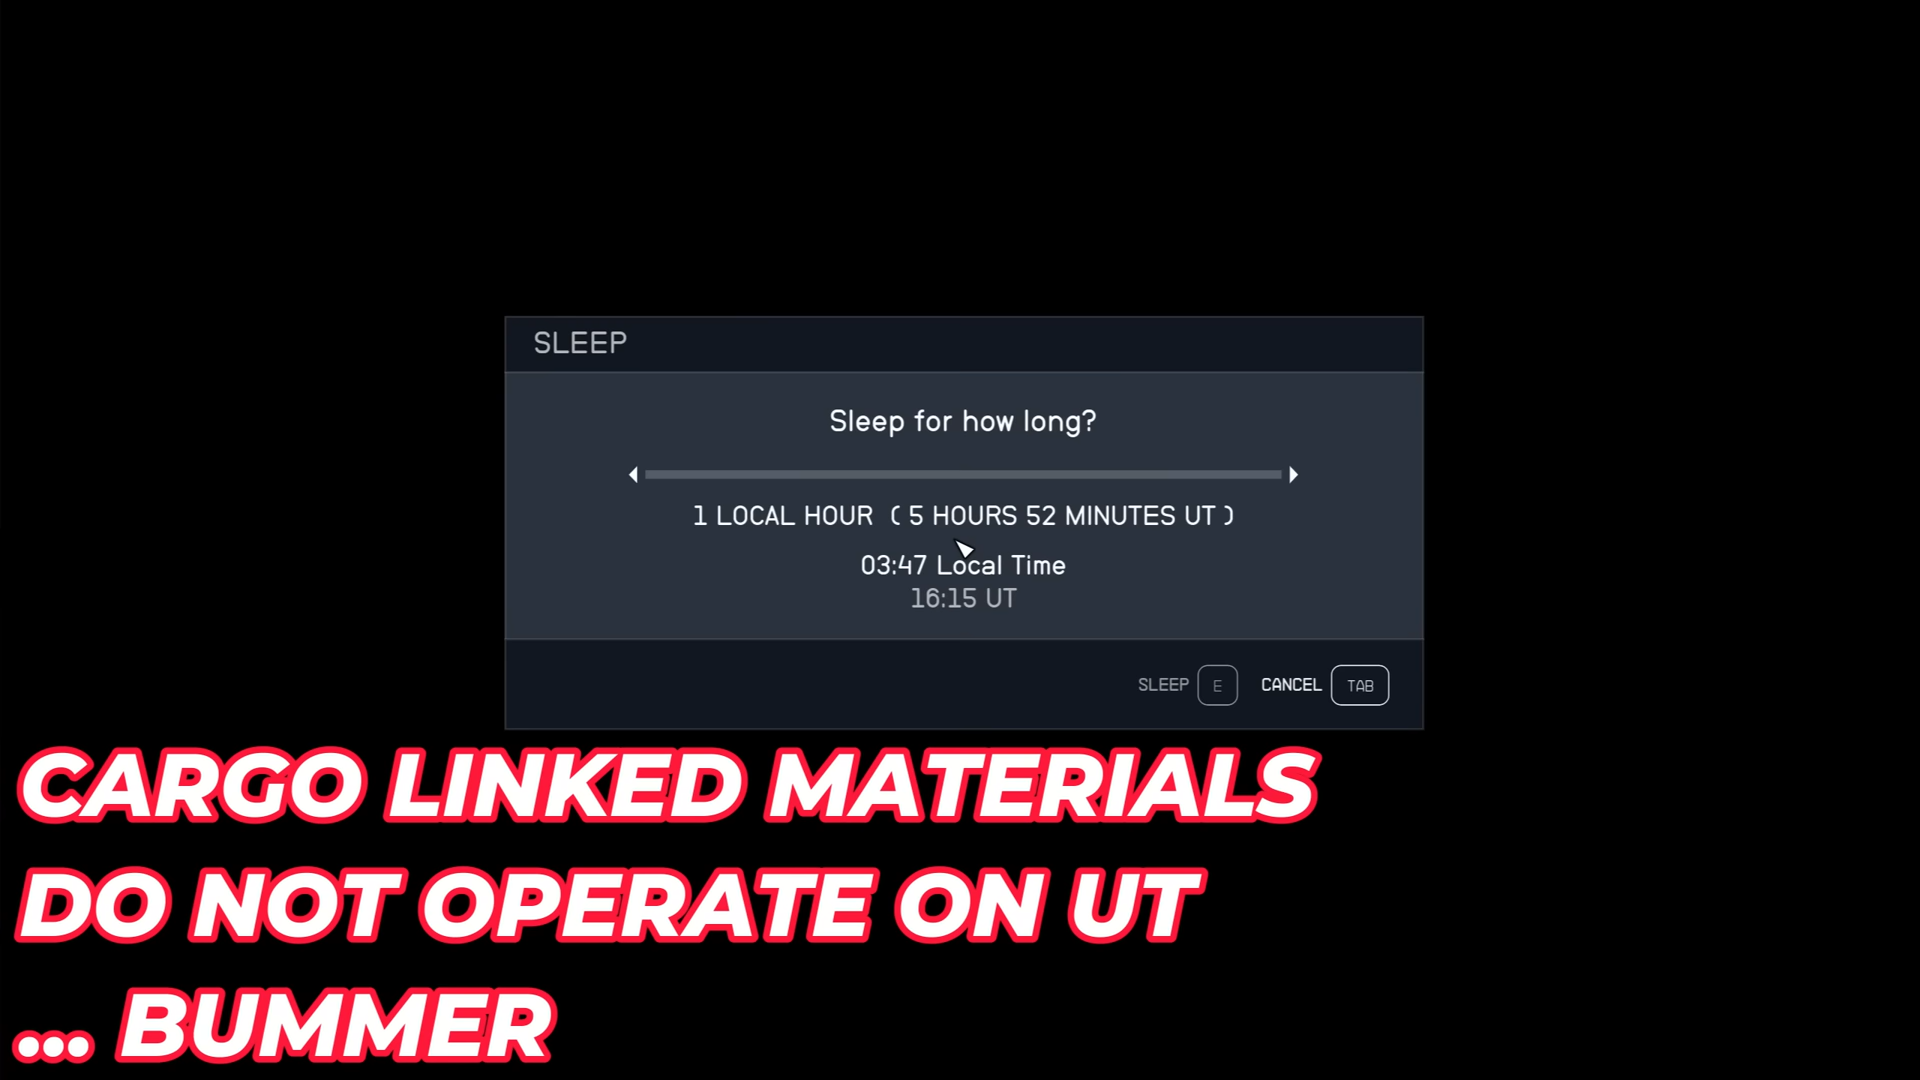 SLEEP
Sleep for how long?
1 LOCAL HOUR ( 5 HOURS 52 MINUTES UT )
03:47 Local Time
16:15 UT
SLEEP E CANCEL TAB
CARGO LINKED MATERIALS
DO NOT OPERATE ON UT
... BUMMER